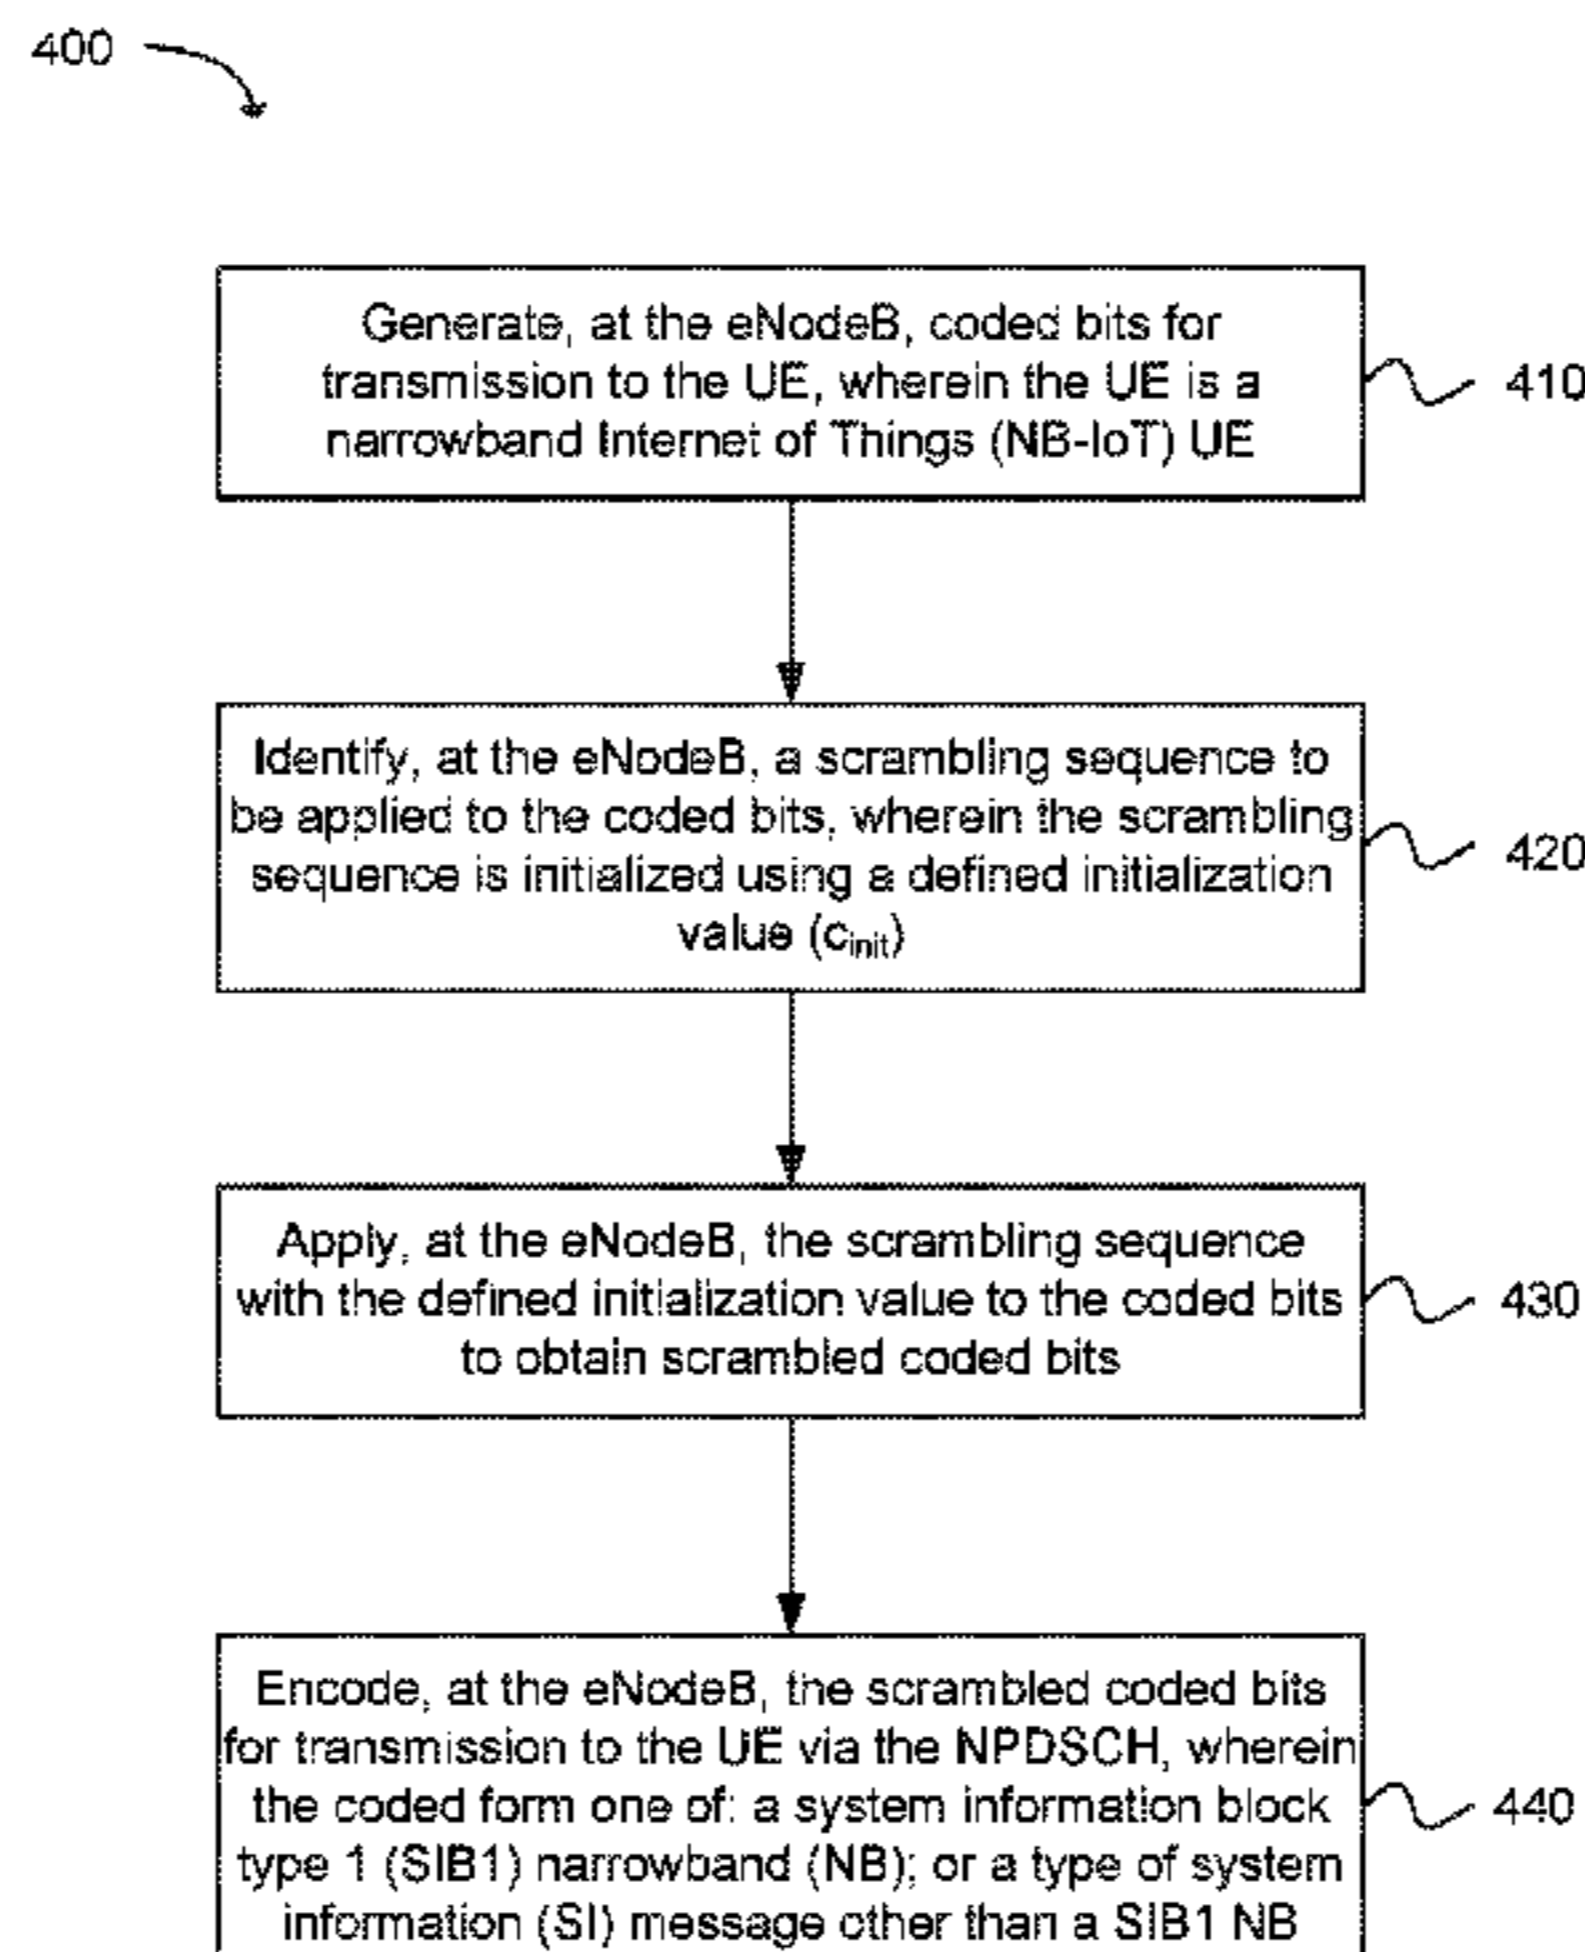 400
Generate, at the eNodeB, coded bits for
transmission to the UE, wherein the UE is a
narrowband Internet of Things (NB-IoT) UE
410
Identify, at the eNodeB, a scrambling sequence to
be applied to the coded bits, wherein the scrambling
sequence is initialized using a defined initialization
value (cinit)
420
Apply, at the eNodeB, the scrambling sequence
with the defined initialization value to the coded bits
to obtain scrambled coded bits
430
Encode, at the eNodeB, the scrambled coded bits
for transmission to the UE via the NPDSCH, wherein
the coded form one of: a system information block
type 1 (SIB1) narrowband (NB); or a type of system
information (SI) message other than a SIB1 NB
440